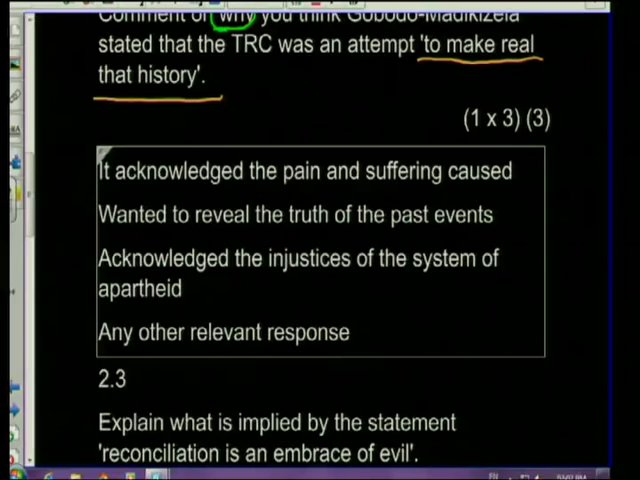 Comment of why you think Gobodo-Madikizela
stated that the TRC was an attempt 'to make real
that history'.
(1 x 3) (3)
It acknowledged the pain and suffering caused
Wanted to reveal the truth of the past events
Acknowledged the injustices of the system of
apartheid
Any other relevant response
2.3
Explain what is implied by the statement
'reconciliation is an embrace of evil'.